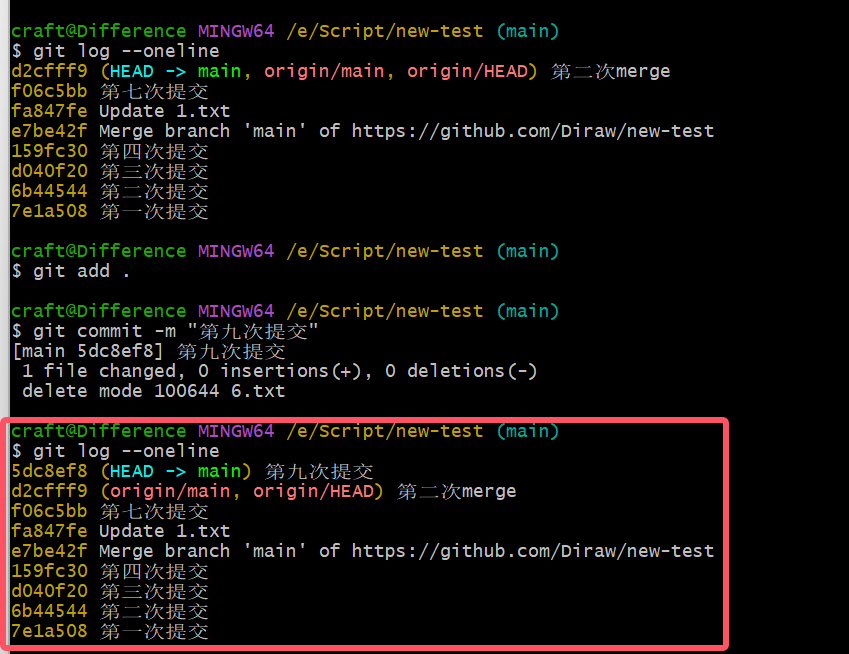 craft@Difference MINGW64 /e/Script/new-test (main)
$ git log --oneline
d2cfff9 (HEAD -> main, origin/main, origin/HEAD) 第二次merge
f06c5bb 第七次提交
fa847fe Update 1.txt
e7be42f Merge branch 'main' of https://github.com/Diraw/new-test
159fc30 第四次提交
d040f20 第三次提交
6b44544 第二次提交
7e1a508 第一次提交
craft@Difference MINGW64 /e/Script/new-test (main)
$ git add .
craft@Difference MINGW64 /e/Script/new-test (main)
$ git commit -m "第九次提交"
[main 5dc8ef8] 第九次提交
 1 file changed, 0 insertions(+), 0 deletions(-)
 delete mode 100644 6.txt
craft@Difference MINGW64 /e/Script/new-test (main)
$ git log --oneline
5dc8ef8 (HEAD -> main) 第九次提交
d2cfff9 (origin/main, origin/HEAD) 第二次merge
f06c5bb 第七次提交
fa847fe Update 1.txt
e7be42f Merge branch 'main' of https://github.com/Diraw/new-test
159fc30 第四次提交
d040f20 第三次提交
6b44544 第二次提交
7e1a508 第一次提交